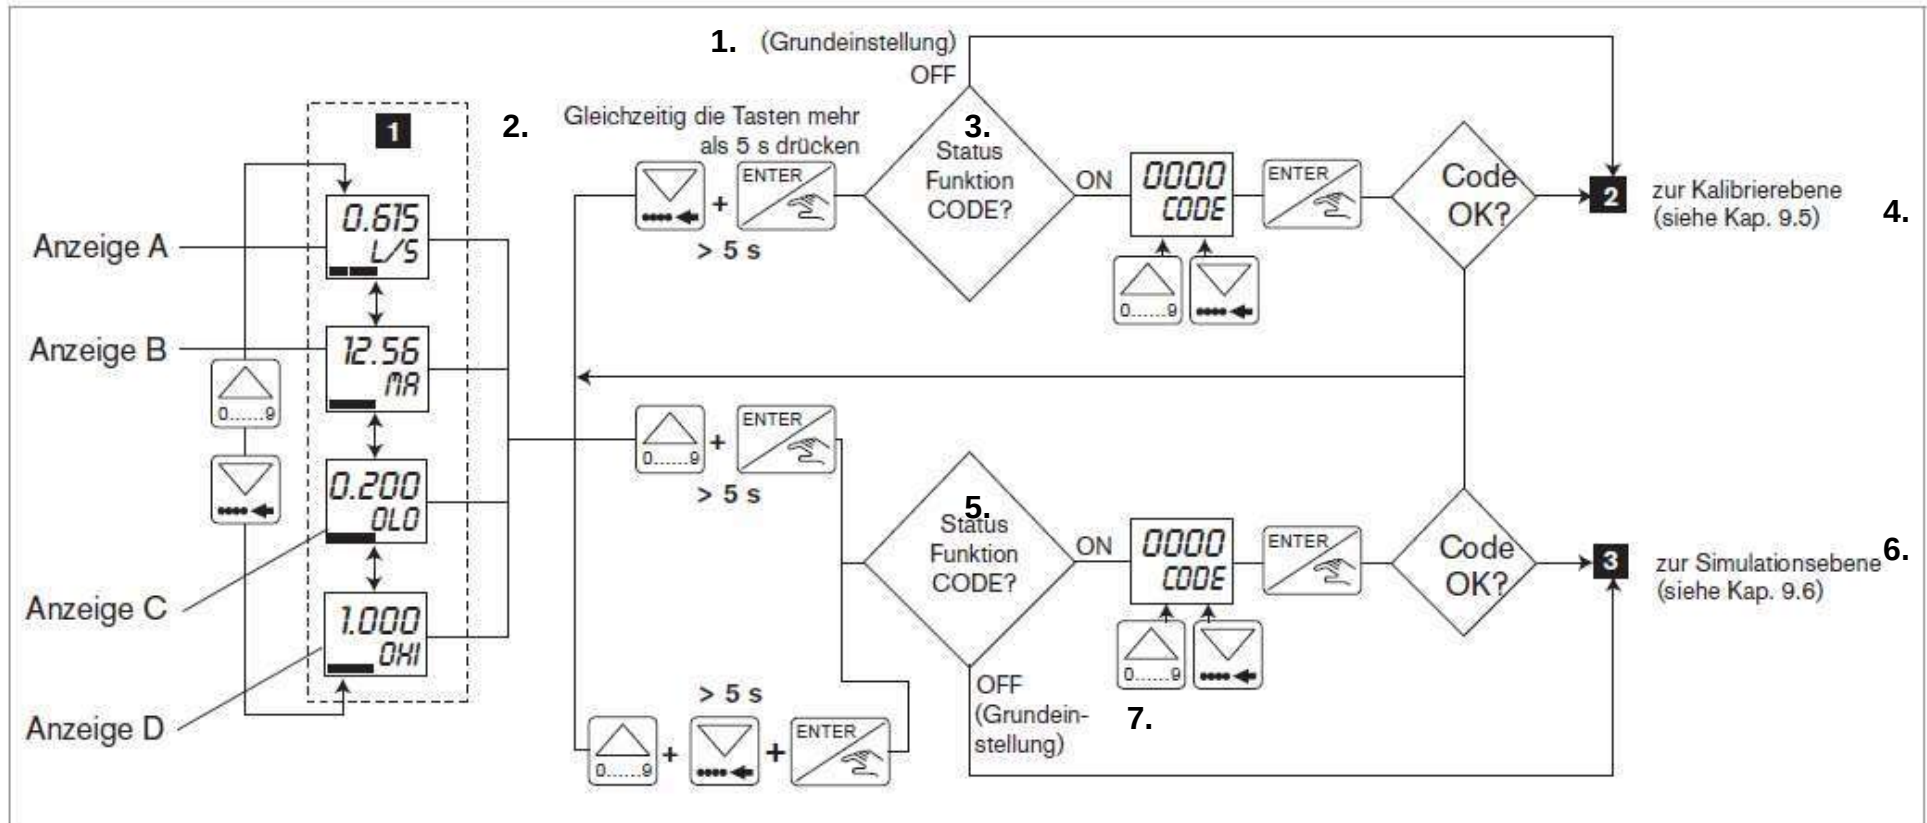 1. (Grundeinstellung)
OFF
2. Gleichzeitig die Tasten mehr
als 5 s drücken
1
Anzeige A
0.615
L/S
Anzeige B
12.56
MA
0......9
0.200
OLO
Anzeige C
1.000
OHI
Anzeige D
+
ENTER
> 5 s
3.
Status
Funktion
CODE?
ON
0000
CODE
0......9
ENTER
Code
OK?
2
zur Kalibrierebene
(siehe Kap. 9.5)
4.
0......9
+
ENTER
> 5 s
5.
Status
Funktion
CODE?
ON
0000
CODE
0......9
ENTER
Code
OK?
3
zur Simulationsebene
(siehe Kap. 9.6)
6.
OFF
(Grundein-
stellung)
7.
> 5 s
0......9
+
+
ENTER